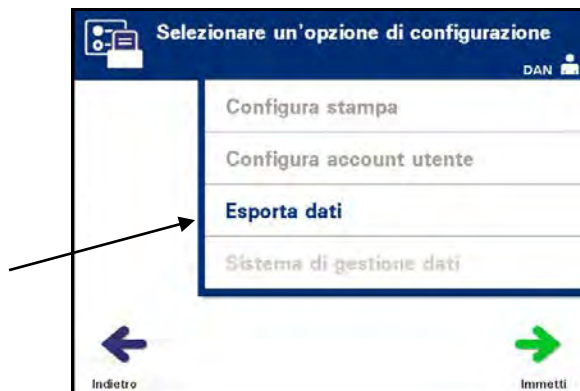 Selezionare un'opzione di configurazione
DAN
Configura stampa
Configura account utente
Esporta dati
Sistema di gestione dati
Indietro
Immetti